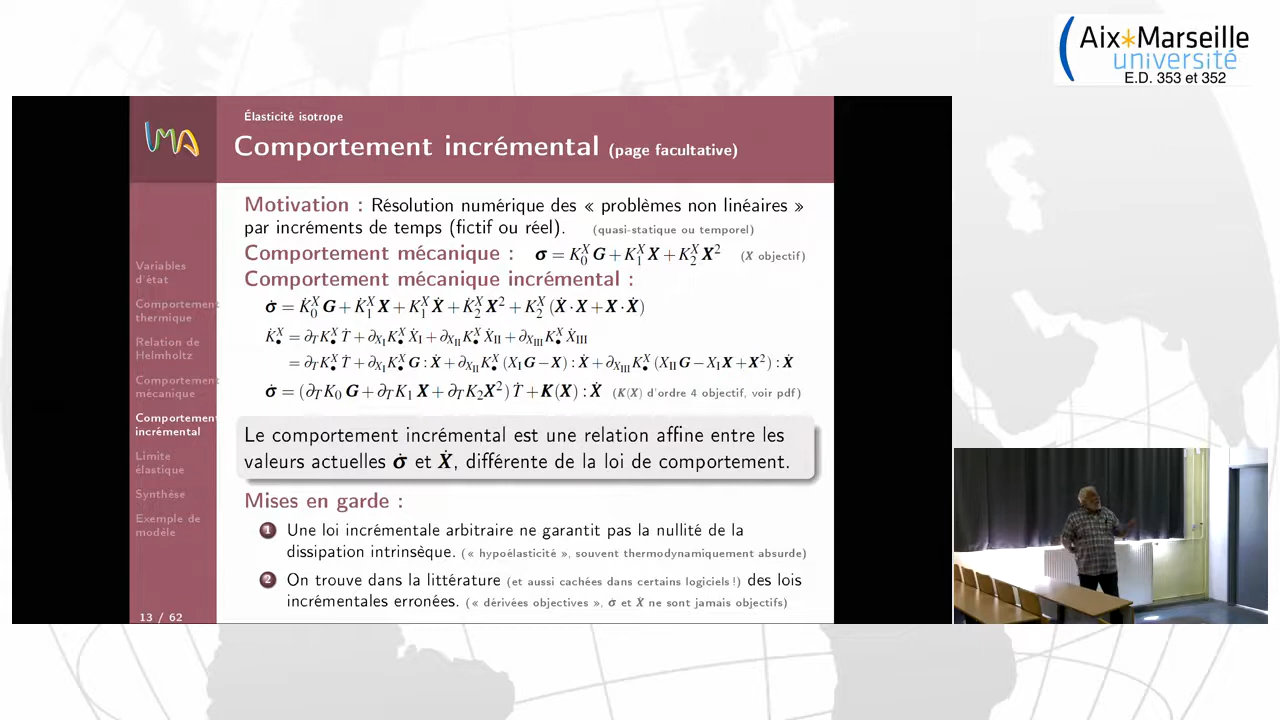 Aix*Marseille
université
E.D. 353 et 352
LMA
Élasticité isotrope
Comportement incrémental (page facultative)
Variables
d'état
Comportement
thermique
Relation de
Helmholtz
Comportement
mécanique
Comportement
incrémental
Limite
élastique
Synthèse
Exemple de
modèle
13 / 62
Motivation : Résolution numérique des « problèmes non linéaires »
par incréments de temps (fictif ou réel). (quasi-statique ou temporel)
Comportement mécanique : σ = K₀ˣ G + K₁ˣ X + K₂ˣ X² (X objectif)
Comportement mécanique incrémental :
σ̇ = K̇₀ˣ G + K̇₁ˣ X + K₁ˣ Ẋ + K̇₂ˣ X² + K₂ˣ (Ẋ · X + X · Ẋ)
K̇•ˣ = ∂_T K•ˣ Ṫ + ∂_{X_I} K•ˣ Ẋ_I + ∂_{X_II} K•ˣ Ẋ_II + ∂_{X_III} K•ˣ Ẋ_III
= ∂_T K•ˣ Ṫ + ∂_{X_I} K•ˣ G : Ẋ + ∂_{X_II} K•ˣ (X_I G − X) : Ẋ + ∂_{X_III} K•ˣ (X_II G − X_I X + X²) : Ẋ
σ̇ = (∂_T K₀ G + ∂_T K₁ X + ∂_T K₂ X²) Ṫ + K(X) : Ẋ (K(X) d'ordre 4 objectif, voir pdf)
Le comportement incrémental est une relation affine entre les
valeurs actuelles σ̇ et Ẋ, différente de la loi de comportement.
Mises en garde :
1 Une loi incrémentale arbitraire ne garantit pas la nullité de la
dissipation intrinsèque. (« hypoélasticité », souvent thermodynamiquement absurde)
2 On trouve dans la littérature (et aussi cachées dans certains logiciels !) des lois
incrémentales erronées. (« dérivées objectives », σ̇ et Ẋ ne sont jamais objectifs)